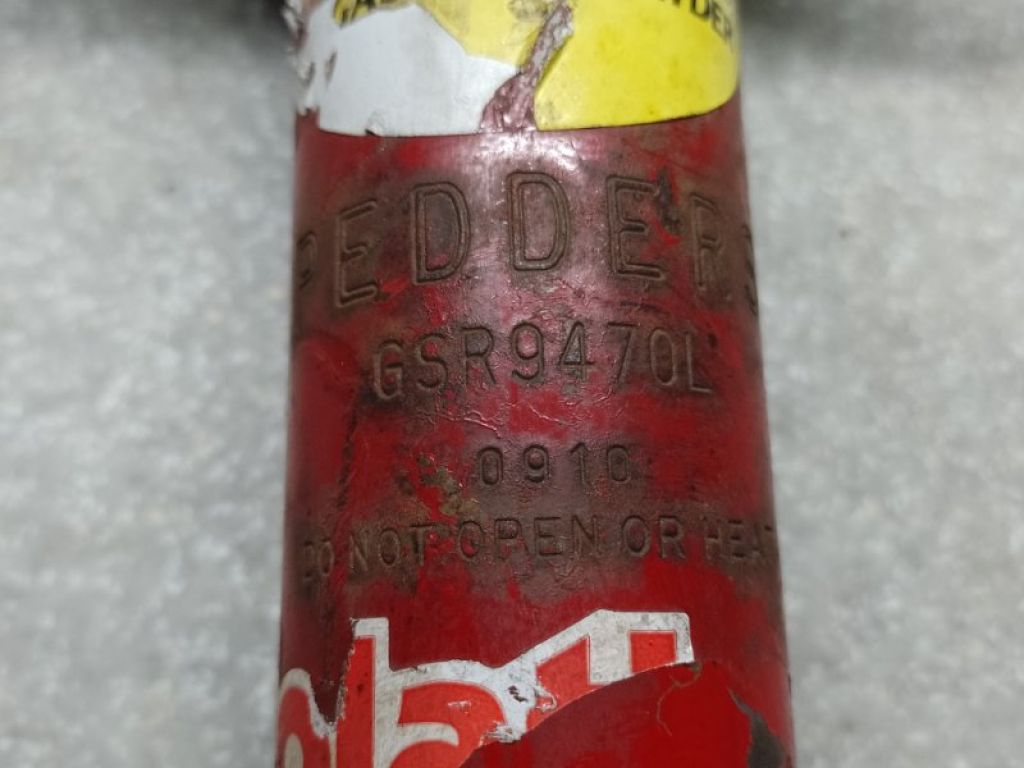 PEDDERS
GSR9470L
0910
DO NOT OPEN OR HEAT